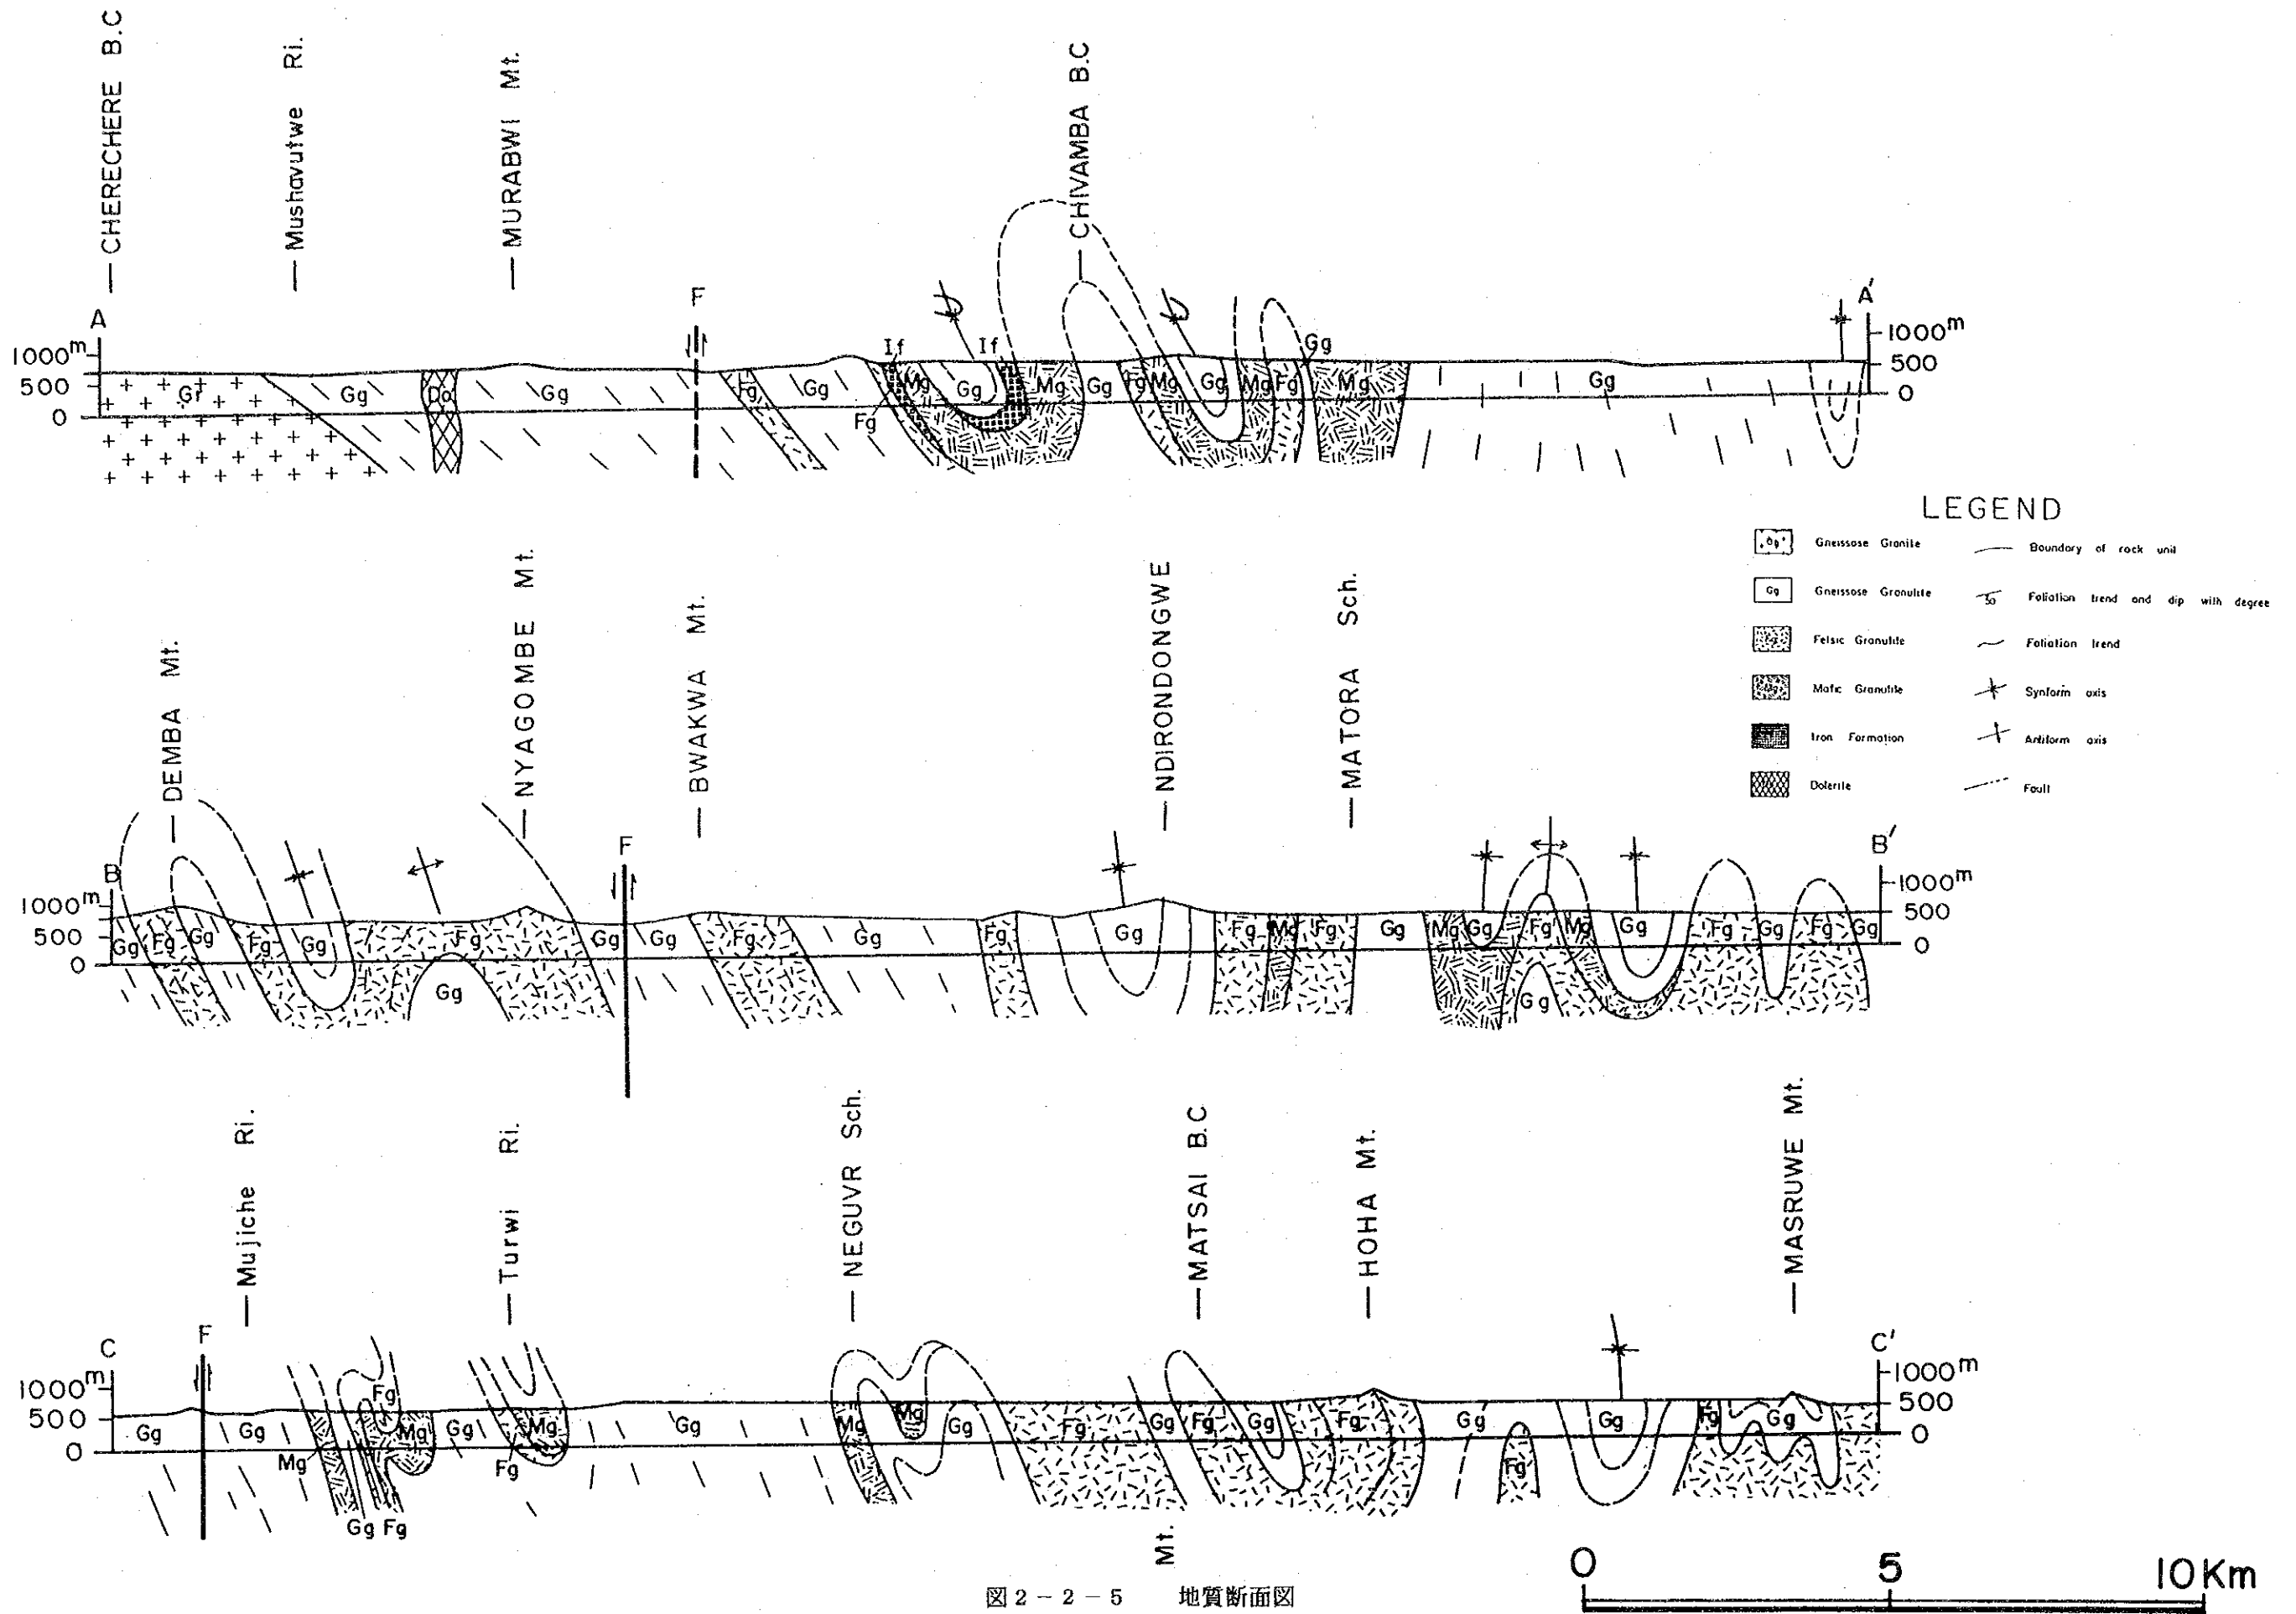 CHERECHERE B.C
Mushavutwe Ri.
MURABWI Mt.
CHIVAMBA B.C
A
F
A'
1000m
500
0
1000m
500
0
Gr
Gg
Do
Gg
Fg
Gg
If
Mg
Fg
Gg
If
Mg
Gg
Fg
Mg
Gg
Mg
Fg
Gg
Mg
Gg
LEGEND
Gg
Gneissose Granite
Gg
Gneissose Granulite
Felsic Granulite
Mafic Granulite
Iron Formation
Dolerite
Boundary of rock unit
50
Foliation trend and dip with degree
Foliation trend
Synform axis
Antiform axis
Fault
DEMBA Mt.
NYAGOMBE Mt.
BWAKWA Mt.
NDIRONDONGWE
MATORA Sch.
B
F
B'
1000m
500
0
1000m
500
0
Gg
Fg
Gg
Fg
Gg
Fg
Gg
Gg
Gg
Fg
Gg
Fg
Gg
Fg
Mg
Fg
Gg
Mg
Gg
Fg
Gg
Mg
Gg
Fg
Gg
Fg
Gg
Mujiche Ri.
Turwi Ri.
NEGUVR Sch.
MATSAI B.C
HOHA Mt.
MASRUWE Mt.
C
F
C'
1000m
500
0
1000m
500
0
Gg
Gg
Mg
Gg
Fg
Fg
Mg
Gg
Mg
Fg
Gg
Mg
Mg
Gg
Fg
Gg
Fg
Gg
Fg
Gg
Fg
Gg
Fg
Gg
Mt.
0 5 10Km
図2-2-5 地質断面図